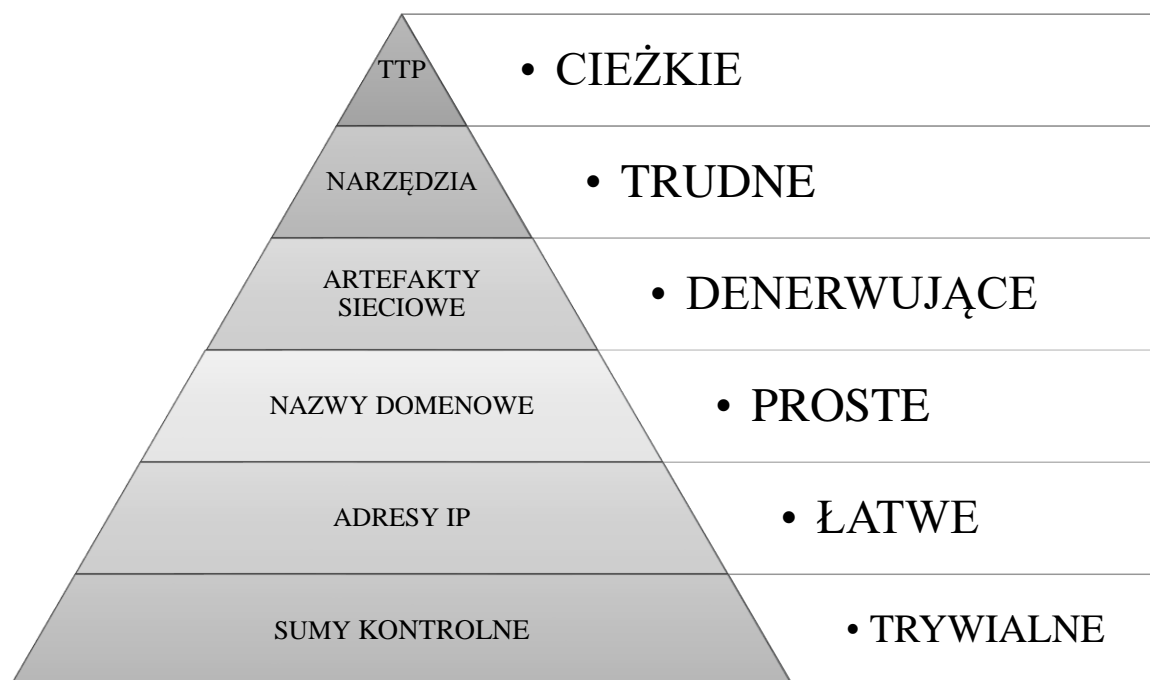 TTP
• CIEŻKIE
NARZĘDZIA
• TRUDNE
ARTEFAKTY
SIECIOWE
• DENERWUJĄCE
NAZWY DOMENOWE
• PROSTE
ADRESY IP
• ŁATWE
SUMY KONTROLNE
• TRYWIALNE